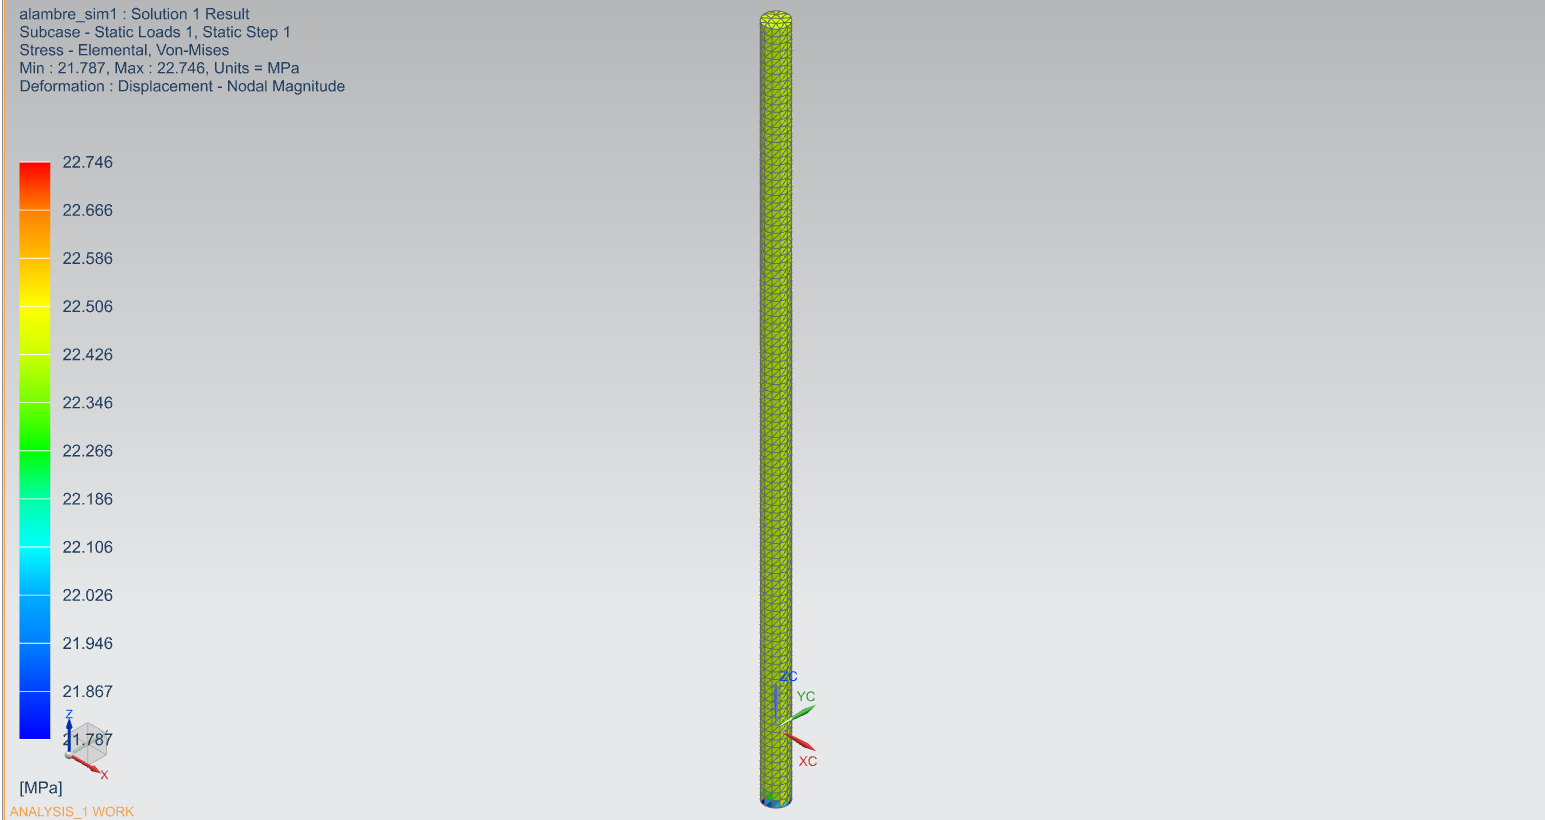 alambre_sim1 : Solution 1 Result
Subcase - Static Loads 1, Static Step 1
Stress - Elemental, Von-Mises
Min : 21.787, Max : 22.746, Units = MPa
Deformation : Displacement - Nodal Magnitude
22.746
22.666
22.586
22.506
22.426
22.346
22.266
22.186
22.106
22.026
21.946
21.867
21.787
Z
X
[MPa]
ANALYSIS_1 WORK
ZC
YC
XC